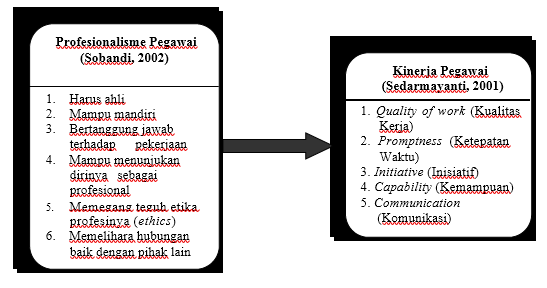 Profesionalisme Pegawai
(Sobandi, 2002)
1. Harus ahli
2. Mampu mandiri
3. Bertanggung jawab
terhadap pekerjaan
4. Mampu menunjukan
dirinya sebagai
profesional
5. Memegang teguh etika
profesinya (ethics)
6. Memelihara hubungan
baik dengan pihak lain
Kinerja Pegawai
(Sedarmayanti, 2001)
1. Quality of work (Kualitas
Kerja)
2. Promptness (Ketepatan
Waktu)
3. Initiative (Inisiatif)
4. Capability (Kemampuan)
5. Communication
(Komunikasi)